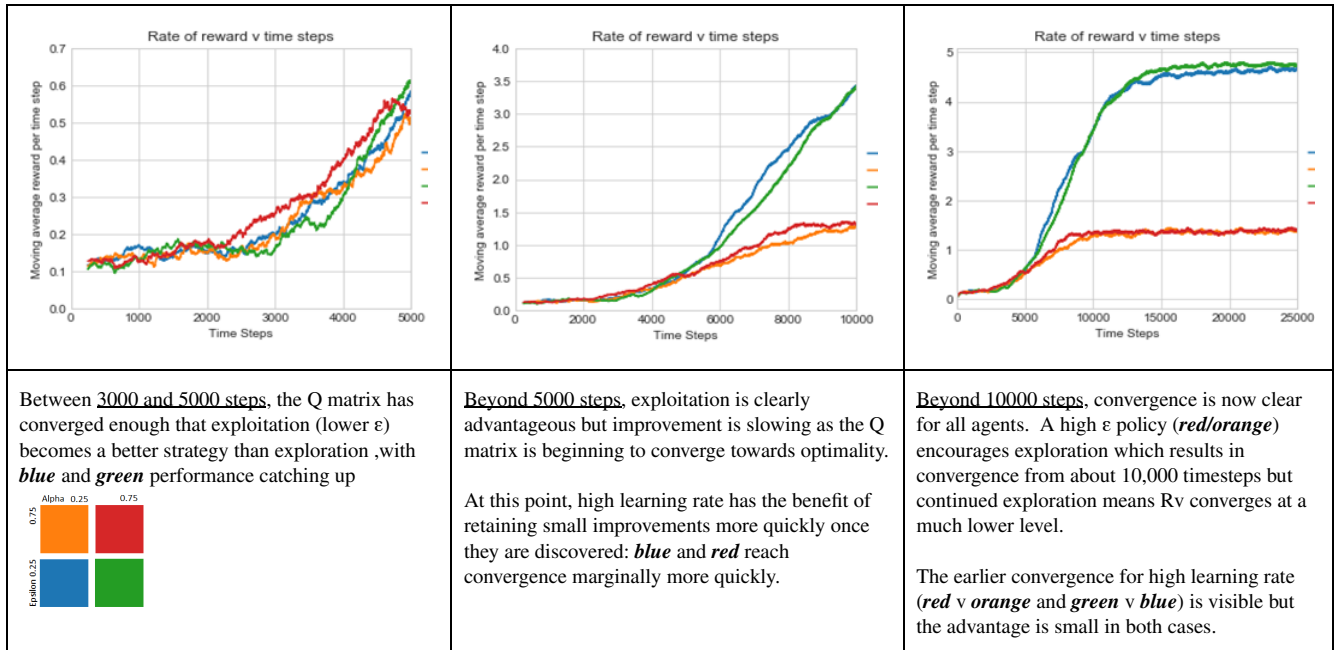 Rate of reward v time steps
Moving average reward per time step
0.7
0.6
0.5
0.4
0.3
0.2
0.1
0.0
0
1000
2000
3000
4000
5000
Time Steps
Rate of reward v time steps
Moving average reward per time step
4.0
3.5
3.0
2.5
2.0
1.5
1.0
0.5
0.0
0
2000
4000
6000
8000
10000
Time Steps
Rate of reward v time steps
Moving average reward per time step
5
4
3
2
1
0
0
5000
10000
15000
20000
25000
Time Steps
Between 3000 and 5000 steps, the Q matrix has
converged enough that exploitation (lower ε)
becomes a better strategy than exploration ,with
blue and green performance catching up
Alpha 0.25 0.75
0.75
Epsilon 0.25
Beyond 5000 steps, exploitation is clearly
advantageous but improvement is slowing as the Q
matrix is beginning to converge towards optimality.
At this point, high learning rate has the benefit of
retaining small improvements more quickly once
they are discovered: blue and red reach
convergence marginally more quickly.
Beyond 10000 steps, convergence is now clear
for all agents. A high ε policy (red/orange)
encourages exploration which results in
convergence from about 10,000 timesteps but
continued exploration means Rv converges at a
much lower level.
The earlier convergence for high learning rate
(red v orange and green v blue) is visible but
the advantage is small in both cases.